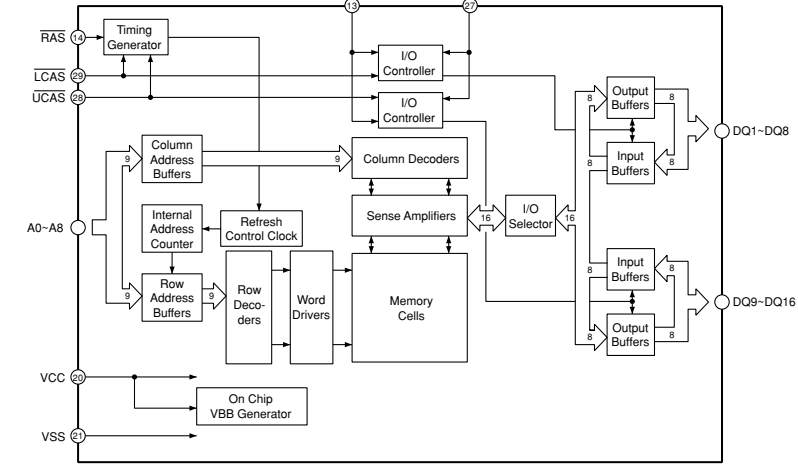 13
27
RAS
14
Timing
Generator
LCAS
29
UCAS
28
I/O
Controller
I/O
Controller
8
Output
Buffers
8
DQ1~DQ8
Column
Address
Buffers
9
9
Column Decoders
8
Input
Buffers
8
A0~A8
Internal
Address
Counter
Refresh
Control Clock
Sense Amplifiers
16
I/O
Selector
16
9
Row
Address
Buffers
9
Row
Deco-
ders
Word
Drivers
Memory
Cells
8
Input
Buffers
8
DQ9~DQ16
8
Output
Buffers
8
VCC
20
On Chip
VBB Generator
VSS
21